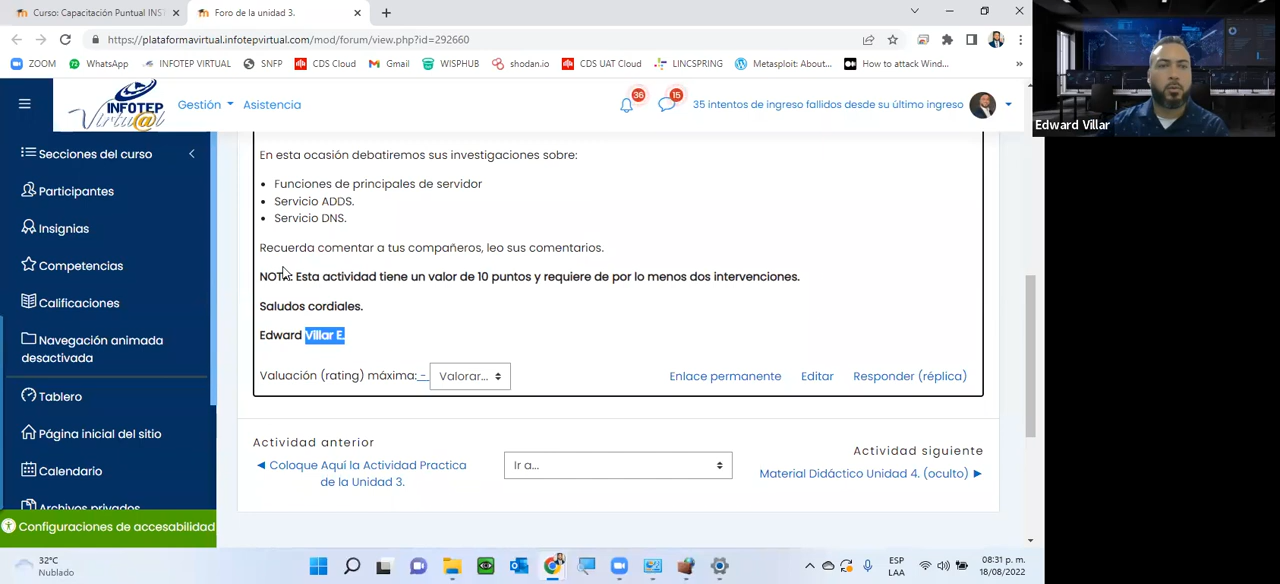 Curso: Capacitación Puntual INST
Foro de la unidad 3.
https://plataformavirtual.infotepvirtual.com/mod/forum/view.php?id=292660
ZOOM
WhatsApp
INFOTEP VIRTUAL
SNFP
CDS Cloud
Gmail
WISPHUB
shodan.io
CDS UAT Cloud
LINCSPRING
Metasploit: About...
How to attack Wind...
INFOTEP
Virtu@l
Gestión
Asistencia
36
15
35 intentos de ingreso fallidos desde su último ingreso
Edward Villar
Secciones del curso
Participantes
Insignias
Competencias
Calificaciones
Navegación animada
desactivada
Tablero
Página inicial del sitio
Calendario
Archivos privados
Configuraciones de accesabilidad
En esta ocasión debatiremos sus investigaciones sobre:
Funciones de principales de servidor
Servicio ADDS.
Servicio DNS.
Recuerda comentar a tus compañeros, leo sus comentarios.
NOTA: Esta actividad tiene un valor de 10 puntos y requiere de por lo menos dos intervenciones.
Saludos cordiales.
Edward Villar E.
Valuación (rating) máxima: -
Valorar...
Enlace permanente
Editar
Responder (réplica)
Actividad anterior
◄ Coloque Aquí la Actividad Practica
de la Unidad 3.
Ir a...
Actividad siguiente
Material Didáctico Unidad 4. (oculto) ►
32°C
Nublado
ESP
LAA
08:31 p. m.
18/08/2022